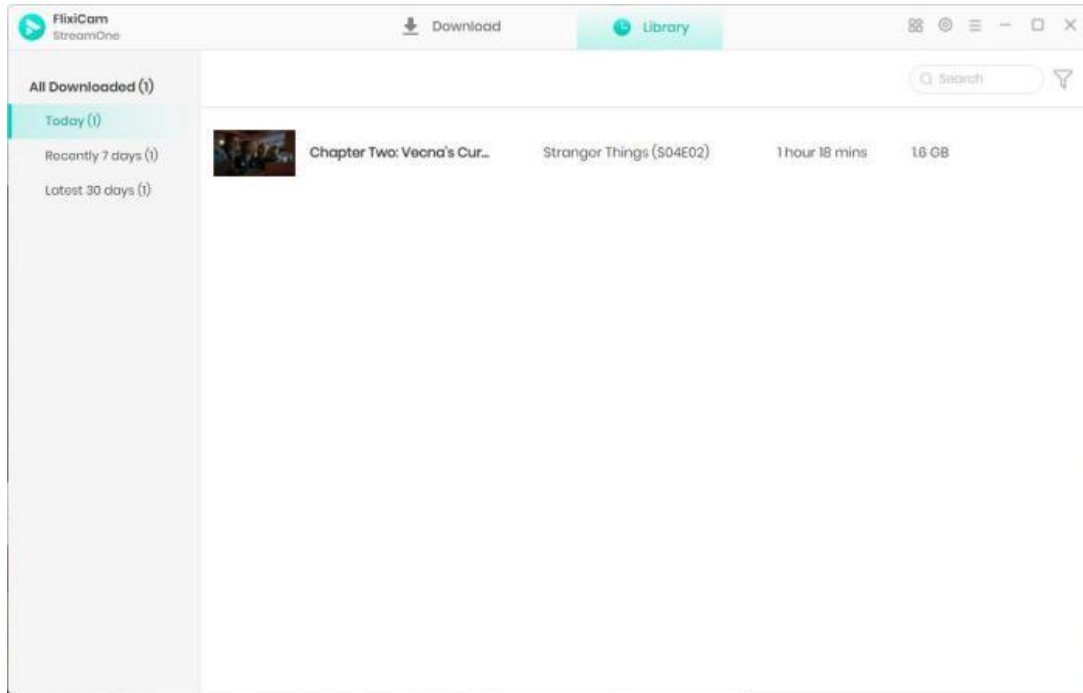 FlixiCam
StreamOne
Download
Library
All Downloaded (1)
Search
Today (1)
Recently 7 days (1)
Latest 30 days (1)
Chapter Two: Vecna's Cur... Stranger Things (S04E02) 1 hour 18 mins 1.6 GB